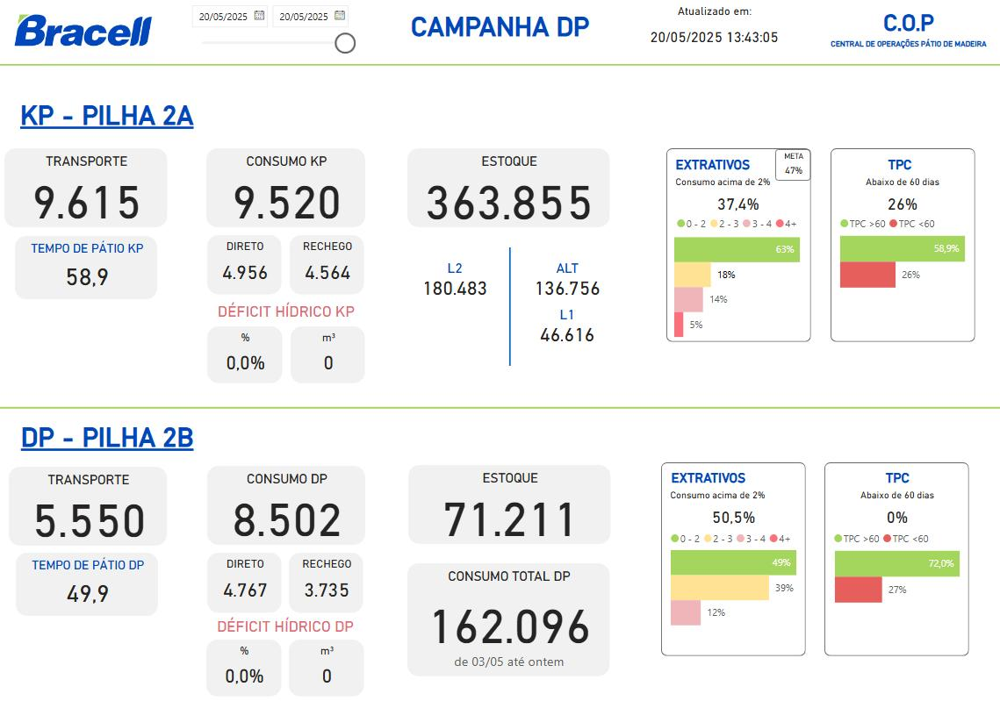 Bracell
20/05/2025 20/05/2025
CAMPANHA DP
Atualizado em:
20/05/2025 13:43:05
C.O.P
CENTRAL DE OPERAÇÕES PÁTIO DE MADEIRA
KP - PILHA 2A
TRANSPORTE
9.615
TEMPO DE PÁTIO KP
58,9
CONSUMO KP
9.520
DIRETO
4.956
RECHEGO
4.564
DÉFICIT HÍDRICO KP
%
0,0%
m³
0
ESTOQUE
363.855
L2
180.483
ALT
136.756
L1
46.616
EXTRATIVOS
META
47%
Consumo acima de 2%
37,4%
0 - 2 2 - 3 3 - 4 4+
63%
18%
14%
5%
TPC
Abaixo de 60 dias
26%
TPC >60 TPC <60
58,9%
26%
DP - PILHA 2B
TRANSPORTE
5.550
TEMPO DE PÁTIO DP
49,9
CONSUMO DP
8.502
DIRETO
4.767
RECHEGO
3.735
DÉFICIT HÍDRICO DP
%
0,0%
m³
0
ESTOQUE
71.211
CONSUMO TOTAL DP
162.096
de 03/05 até ontem
EXTRATIVOS
Consumo acima de 2%
50,5%
0 - 2 2 - 3 3 - 4 4+
49%
39%
12%
TPC
Abaixo de 60 dias
0%
TPC >60 TPC <60
72,0%
27%